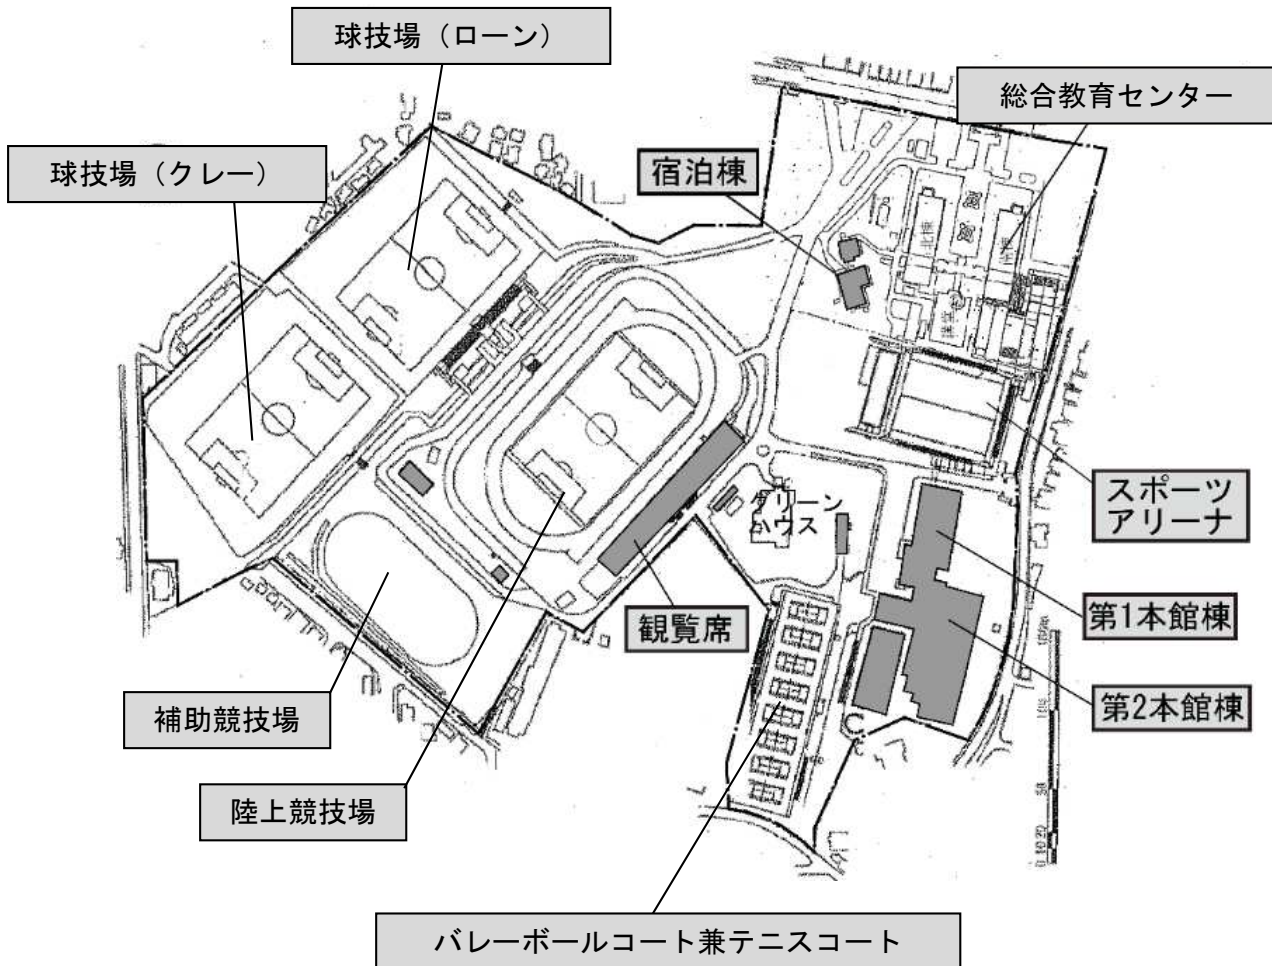 球技場（ローン）
総合教育センター
球技場（クレー）
宿泊棟
北棟
グリーン
ハウス
スポーツ
アリーナ
第1本館棟
観覧席
第2本館棟
補助競技場
陸上競技場
バレーボールコート兼テニスコート